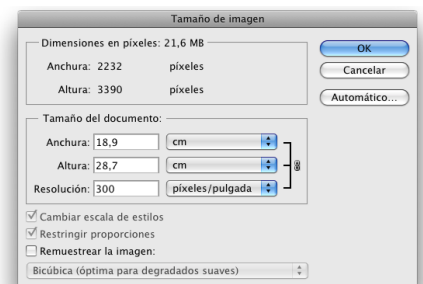 Tamaño de imagen
Dimensiones en píxeles: 21,6 MB
Anchura: 2232 píxeles
Altura: 3390 píxeles
OK
Cancelar
Automático...
Tamaño del documento:
Anchura: 18,9 cm
Altura: 28,7 cm
Resolución: 300 píxeles/pulgada
Cambiar escala de estilos
Restringir proporciones
Remuestrear la imagen:
Bicúbica (óptima para degradados suaves)